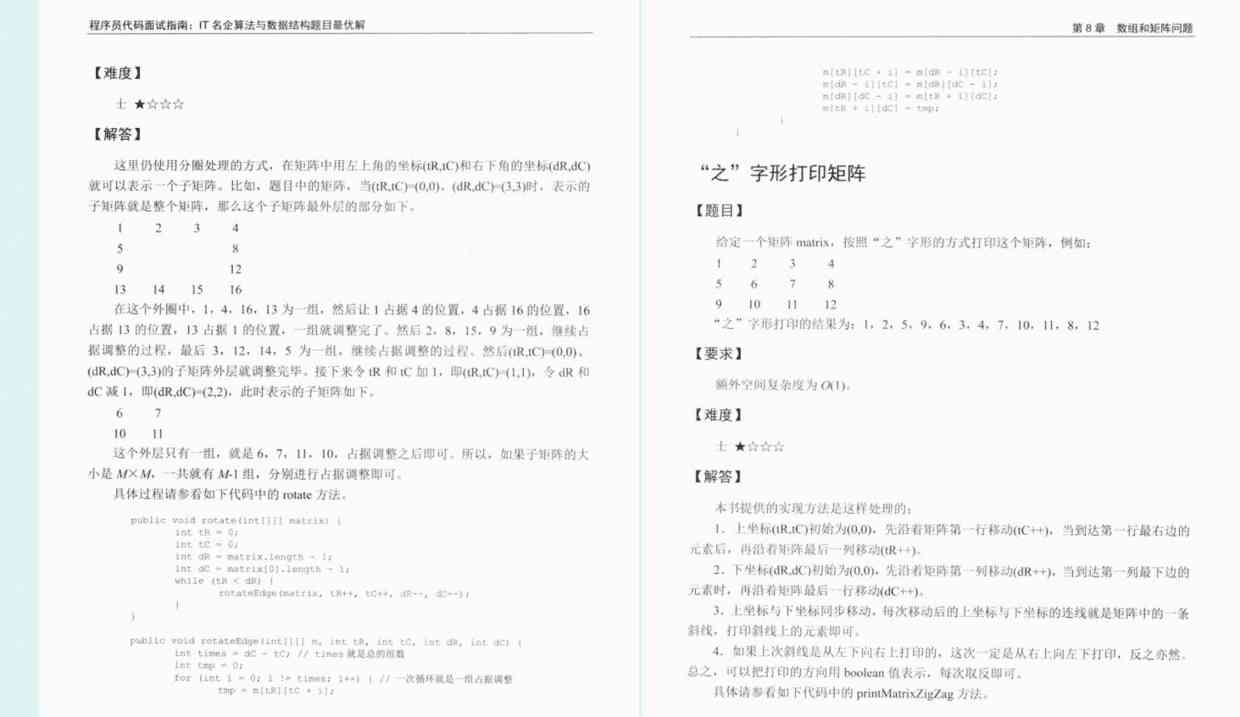 程序员代码面试指南：IT 名企算法与数据结构题目最优解
【难度】
士 ★☆☆☆
【解答】
这里仍使用分圈处理的方式，在矩阵中用左上角的坐标(tR,tC)和右下角的坐标(dR,dC)
就可以表示一个子矩阵。比如，题目中的矩阵，当(tR,tC)=(0,0)、(dR,dC)=(3,3)时，表示的
子矩阵就是整个矩阵，那么这个子矩阵最外层的部分如下。
1 2 3 4
5 8
9 12
13 14 15 16
在这个外圈中，1，4，16，13 为一组，然后让 1 占据 4 的位置，4 占据 16 的位置，16
占据 13 的位置，13 占据 1 的位置，一组就调整完了。然后 2，8，15，9 为一组，继续占
据调整的过程，最后 3，12，14，5 为一组，继续占据调整的过程。然后(tR,tC)=(0,0)、
(dR,dC)=(3,3)的子矩阵外层就调整完毕。接下来令 tR 和 tC 加 1，即(tR,tC)=(1,1)，令 dR 和
dC 减 1，即(dR,dC)=(2,2)，此时表示的子矩阵如下。
6 7
10 11
这个外层只有一组，就是 6，7，11，10，占据调整之后即可。所以，如果子矩阵的大
小是 M×M，一共就有 M-1 组，分别进行占据调整即可。
具体过程请参看如下代码中的 rotate 方法。
public void rotate(int[][] matrix) {
int tR = 0;
int tC = 0;
int dR = matrix.length - 1;
int dC = matrix[0].length - 1;
while (tR < dR) {
rotateEdge(matrix, tR++, tC++, dR--, dC--);
}
}
public void rotateEdge(int[][] m, int tR, int tC, int dR, int dC) {
int times = dC - tC; // times 就是总的组数
int tmp = 0;
for (int i = 0; i != times; i++) { // 一次循环就是一组占据调整
tmp = m[tR][tC + i];
第 8 章 数组和矩阵问题
m[tR][tC + i] = m[dR - i][tC];
m[dR - i][tC] = m[dR][dC - i];
m[dR][dC - i] = m[tR + i][dC];
m[tR + i][dC] = tmp;
}
}
“之”字形打印矩阵
【题目】
给定一个矩阵 matrix，按照“之”字形的方式打印这个矩阵，例如：
1 2 3 4
5 6 7 8
9 10 11 12
“之”字形打印的结果为：1，2，5，9，6，3，4，7，10，11，8，12
【要求】
额外空间复杂度为 O(1)。
【难度】
士 ★☆☆☆
【解答】
本书提供的实现方法是这样处理的：
1．上坐标(tR,tC)初始为(0,0)，先沿着矩阵第一行移动(tC++)，当到达第一行最右边的
元素后，再沿着矩阵最后一列移动(tR++)。
2．下坐标(dR,dC)初始为(0,0)，先沿着矩阵第一列移动(dR++)，当到达第一列最下边的
元素时，再沿着矩阵最后一行移动(dC++)。
3．上坐标与下坐标同步移动，每次移动后的上坐标与下坐标的连线就是矩阵中的一条
斜线，打印斜线上的元素即可。
4．如果上次斜线是从左下向右上打印的，这次一定是从右上向左下打印，反之亦然。
总之，可以把打印的方向用 boolean 值表示，每次取反即可。
具体请参看如下代码中的 printMatrixZigZag 方法。